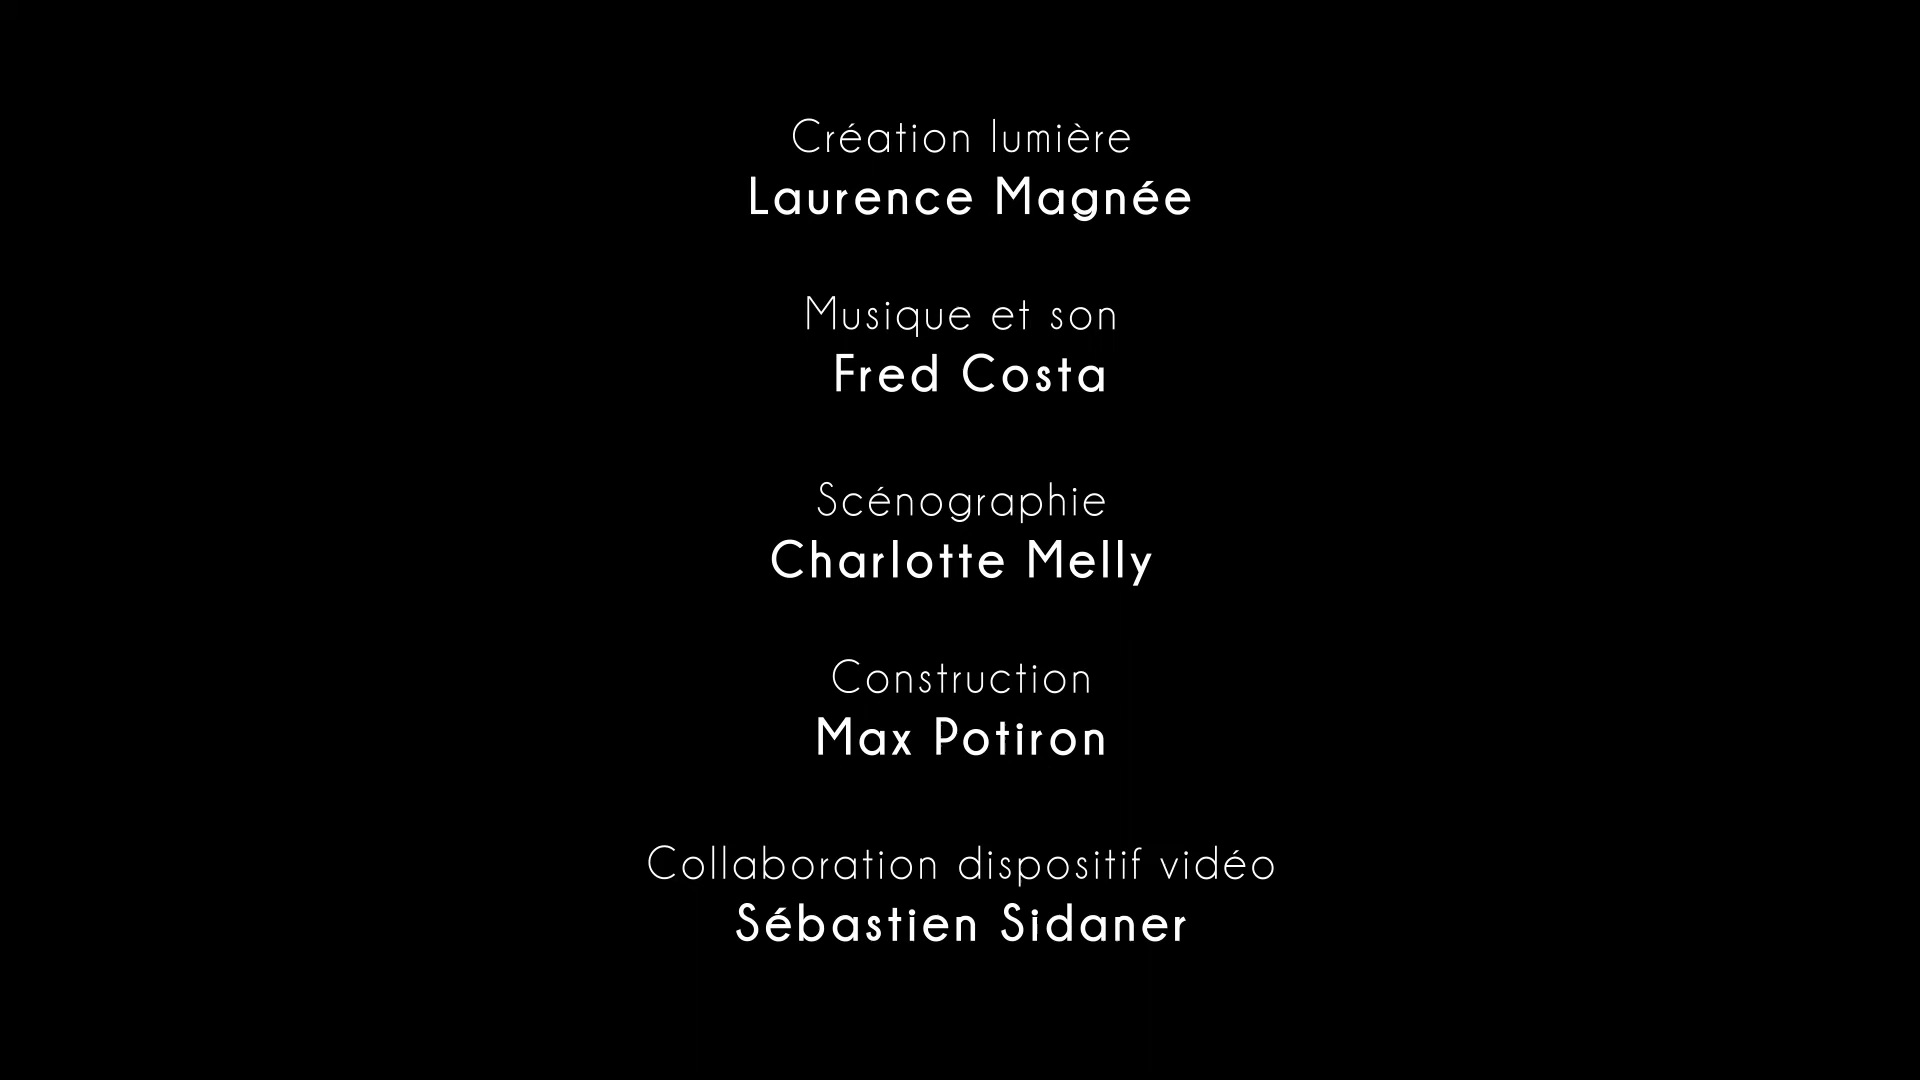 Création lumière
Laurence Magnée
Musique et son
Fred Costa
Scénographie
Charlotte Melly
Construction
Max Potiron
Collaboration dispositif vidéo
Sébastien Sidaner